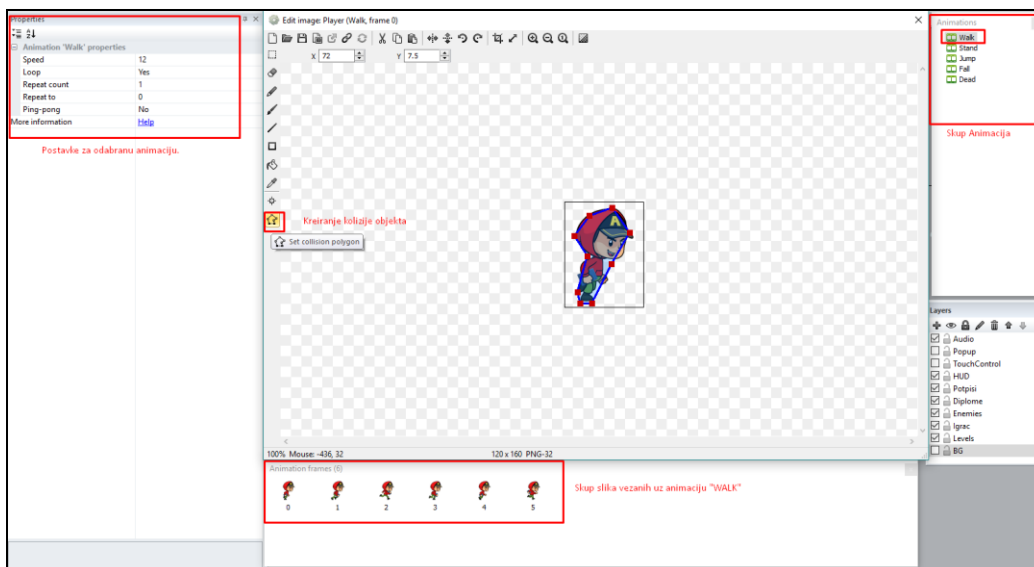 Properties
Animation 'Walk' properties
Speed 12
Loop Yes
Repeat count 1
Repeat to 0
Ping-pong No
More information Help
Postavke za odabranu animaciju.
Edit image: Player (Walk, frame 0)
X 72 Y 7.5
A
Kreiranje kolizije objekta
Set collision polygon
100% Mouse: -436, 32 120 x 160 PNG-32
Animation frames (6)
0 1 2 3 4 5
Skup slika vezanih uz animaciju "WALK"
Animations
Walk
Stand
Jump
Fall
Dead
Skup Animacija
Layers
Audio
Popup
TouchControl
HUD
Potpisi
Diplome
Enemies
Igrac
Levels
BG